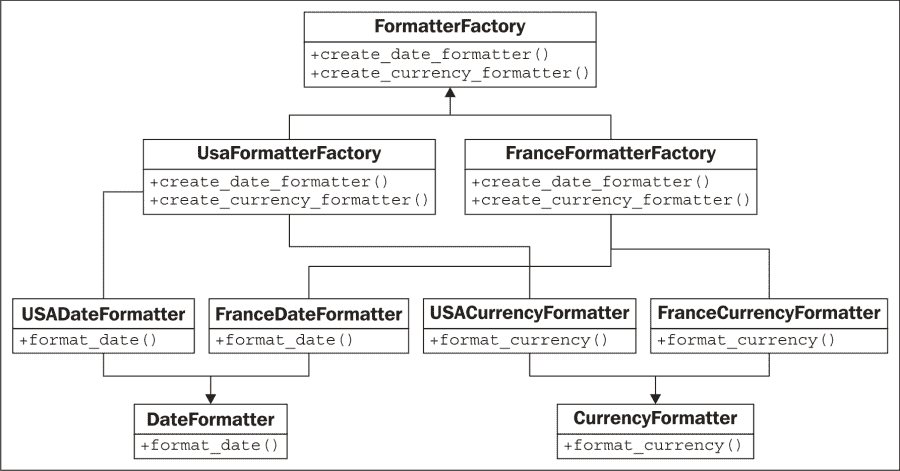 FormatterFactory
+create_date_formatter()
+create_currency_formatter()
UsaFormatterFactory
+create_date_formatter()
+create_currency_formatter()
FranceFormatterFactory
+create_date_formatter()
+create_currency_formatter()
USADateFormatter
+format_date()
FranceDateFormatter
+format_date()
USACurrencyFormatter
+format_currency()
FranceCurrencyFormatter
+format_currency()
DateFormatter
+format_date()
CurrencyFormatter
+format_currency()